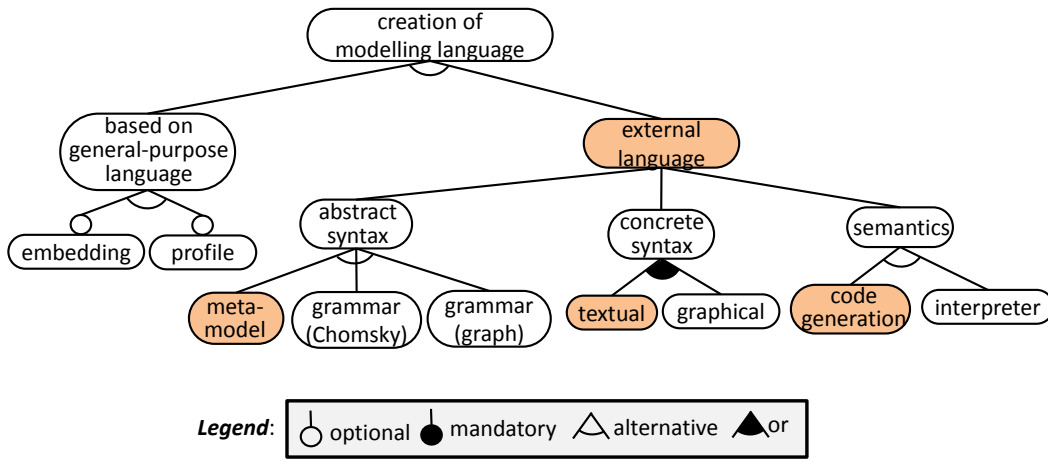 creation of
modelling language
based on
general-purpose
language
external
language
embedding
profile
abstract
syntax
concrete
syntax
semantics
meta-
model
grammar
(Chomsky)
grammar
(graph)
textual
graphical
code
generation
interpreter
Legend: optional mandatory alternative or